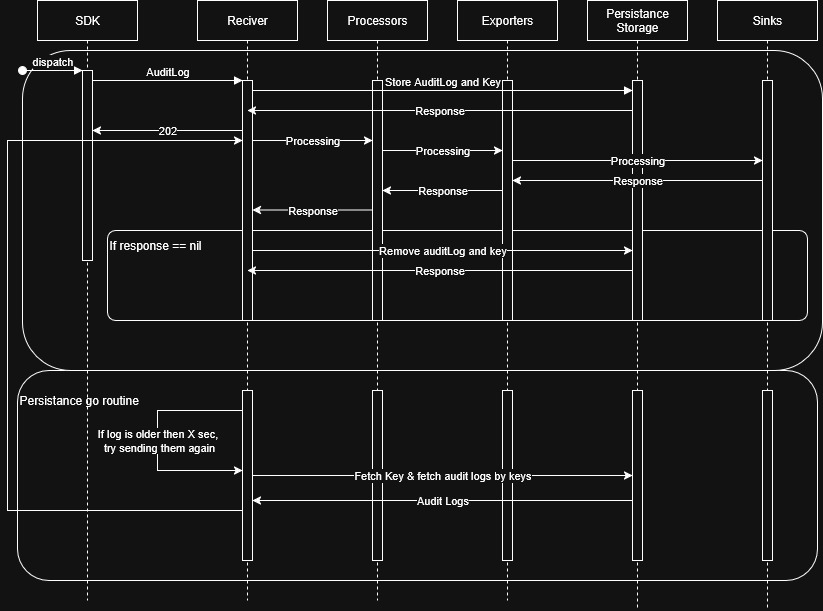 SDK
Reciver
Processors
Exporters
Persistance
Storage
Sinks
dispatch
AuditLog
Store AuditLog and Key
Response
202
Processing
Processing
Processing
Response
Response
Response
If response == nil
Remove auditLog and key
Response
Persistance go routine
If log is older then X sec,
try sending them again
Fetch Key & fetch audit logs by keys
Audit Logs